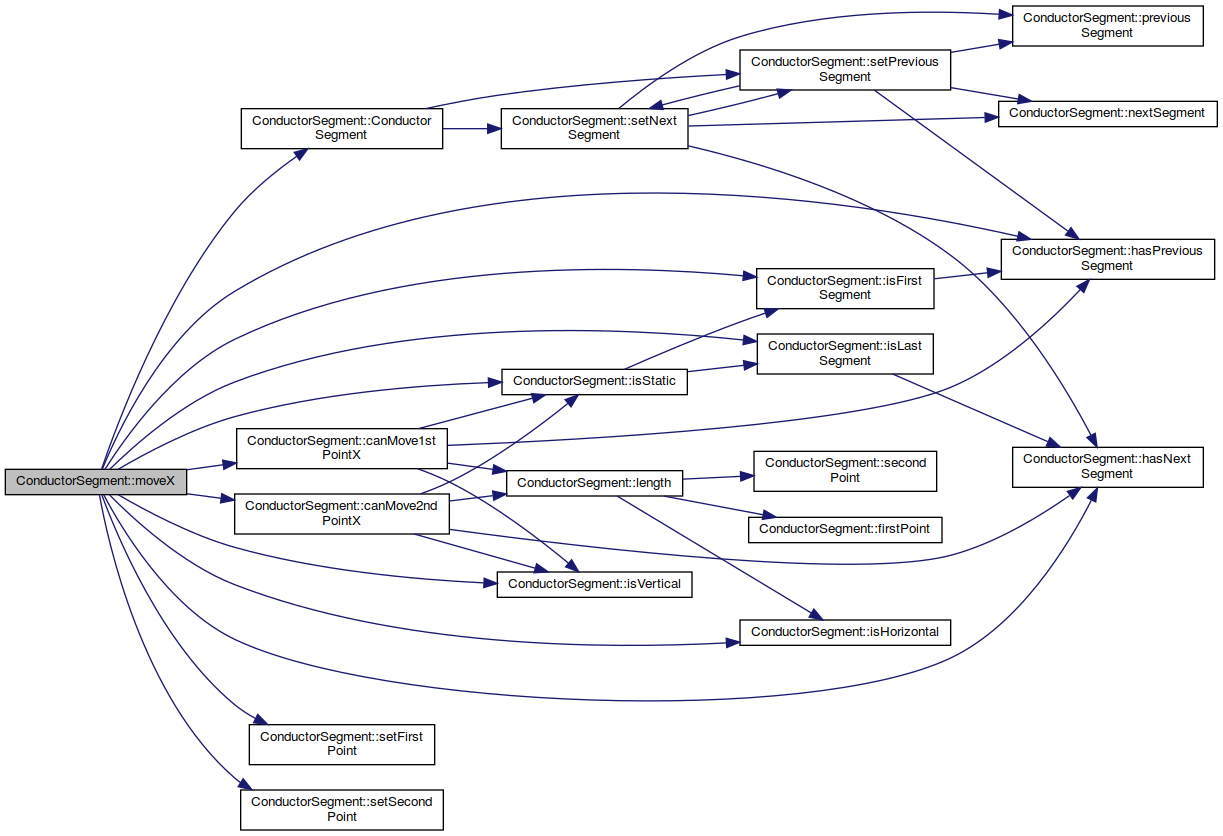 ConductorSegment::previous
Segment
ConductorSegment::setPrevious
Segment
ConductorSegment::nextSegment
ConductorSegment::Conductor
Segment
ConductorSegment::setNext
Segment
ConductorSegment::hasPrevious
Segment
ConductorSegment::isFirst
Segment
ConductorSegment::isLast
Segment
ConductorSegment::isStatic
ConductorSegment::canMove1st
PointX
ConductorSegment::hasNext
Segment
ConductorSegment::second
Point
ConductorSegment::moveX
ConductorSegment::length
ConductorSegment::canMove2nd
PointX
ConductorSegment::firstPoint
ConductorSegment::isVertical
ConductorSegment::isHorizontal
ConductorSegment::setFirst
Point
ConductorSegment::setSecond
Point